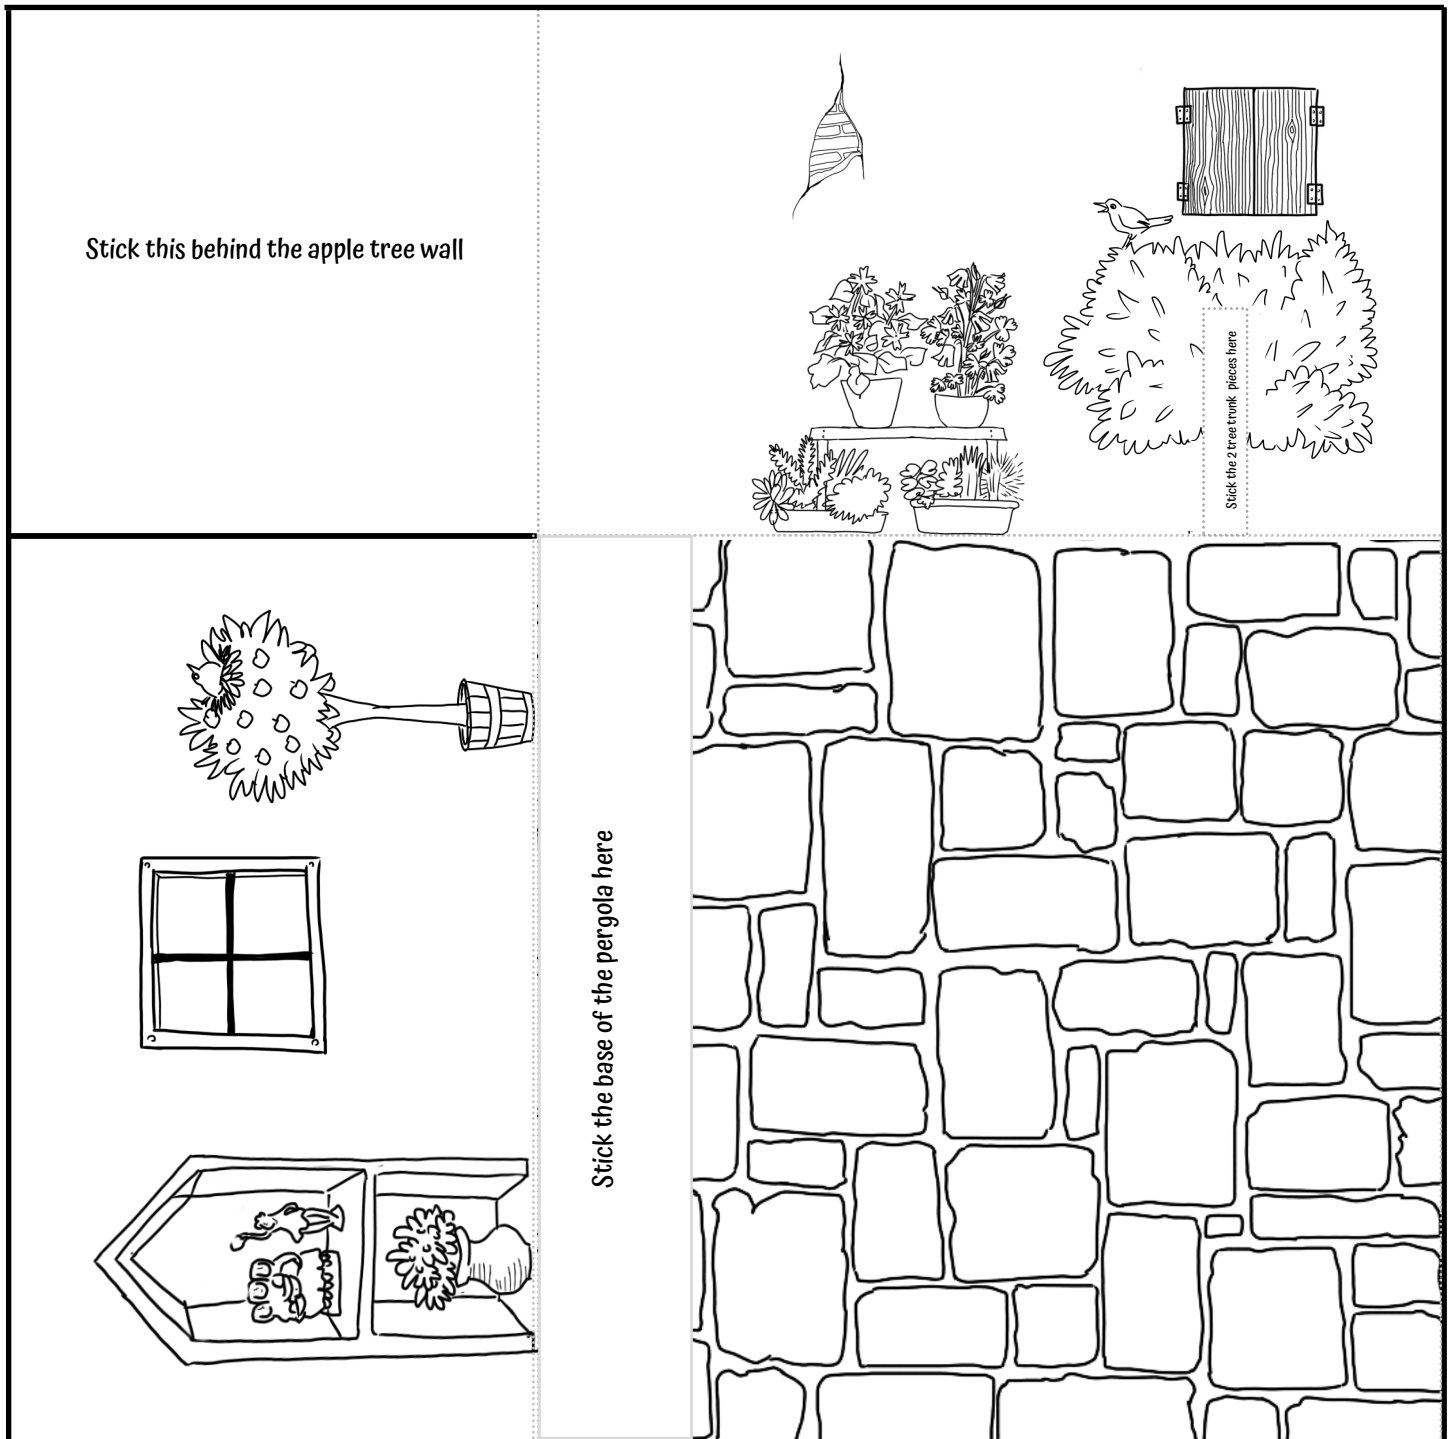 Stick this behind the apple tree wall
Stick the 2 tree trunk pieces here
Stick the base of the pergola here